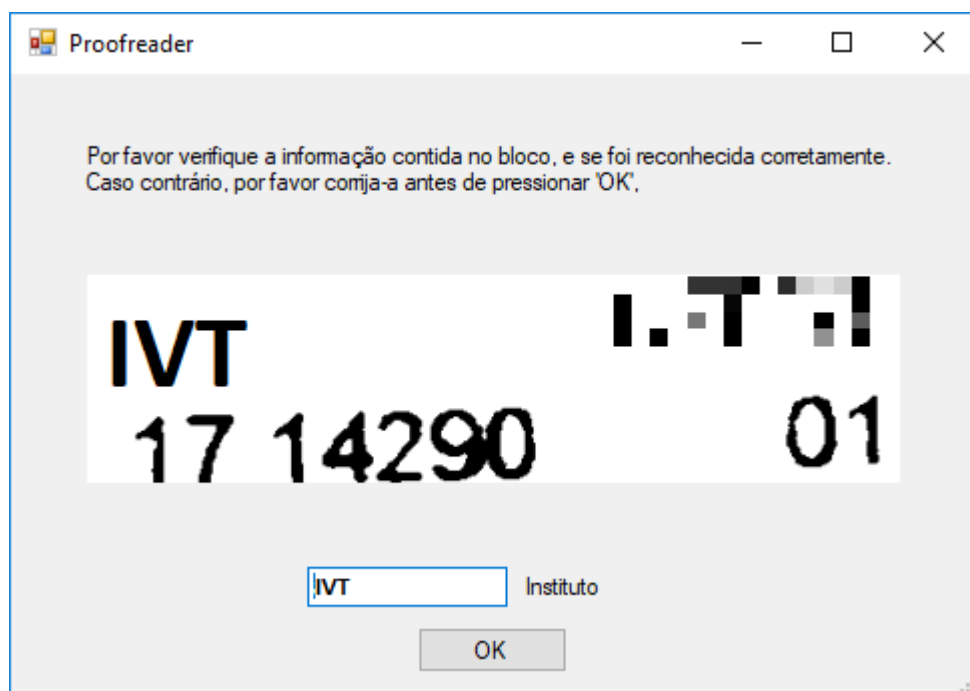 Proofreader
Por favor verifique a informação contida no bloco, e se foi reconhecida corretamente.
Caso contrário, por favor corrija-a antes de pressionar 'OK',
IVT
17 14290 01
IVT Instituto
OK